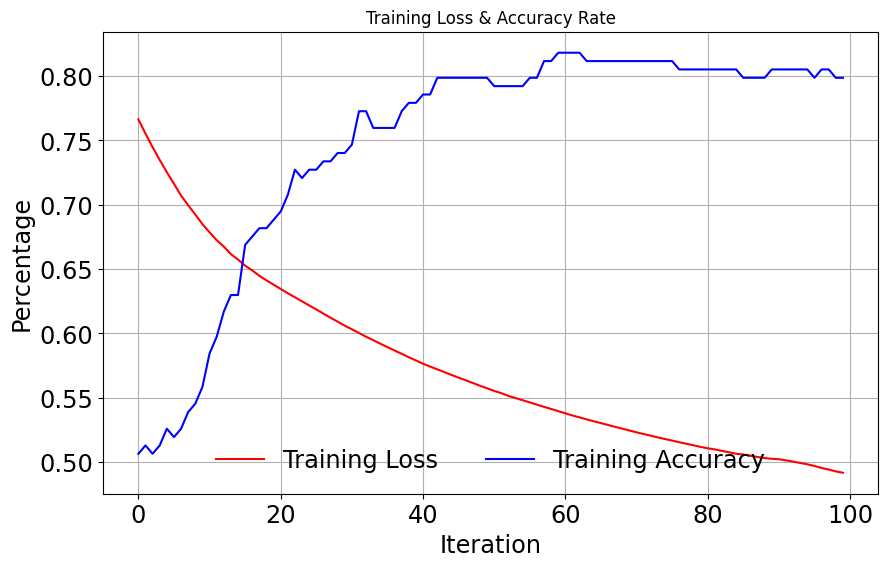 Training Loss & Accuracy Rate
0.80
0.75
0.70
0.65
0.60
0.55
0.50
Percentage
Training Loss Training Accuracy
0 20 40 60 80 100
Iteration